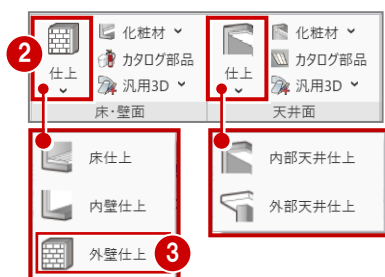 2
仕上
化粧材
カタログ部品
汎用3D
床・壁面
仕上
化粧材
カタログ部品
汎用3D
天井面
床仕上
内壁仕上
外壁仕上 3
内部天井仕上
外部天井仕上